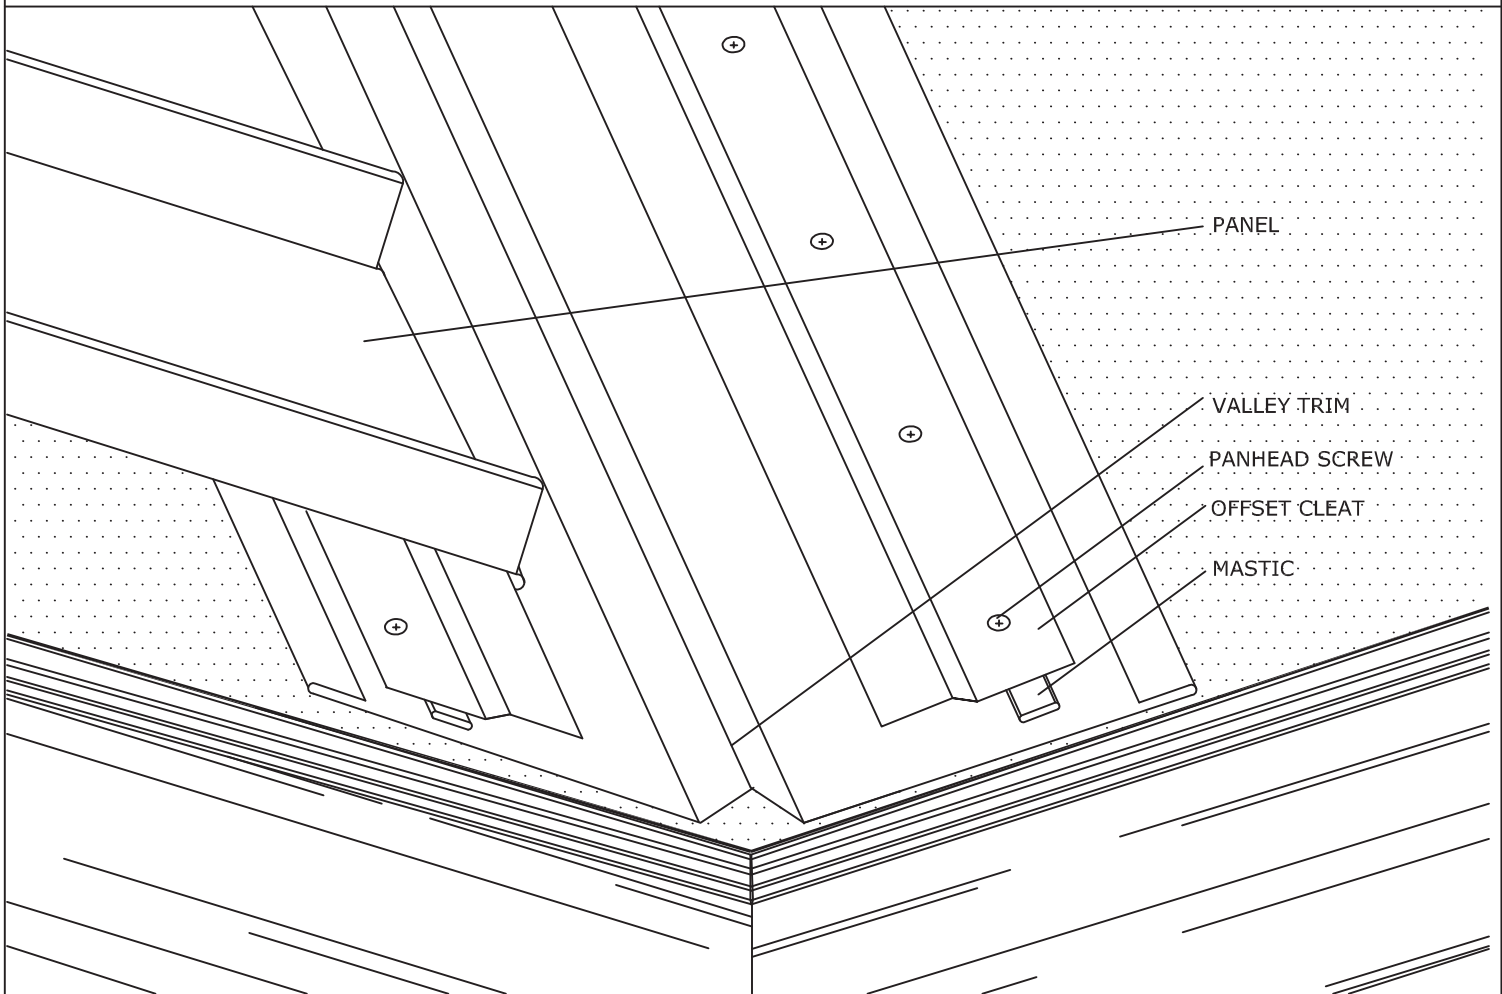 PANEL
VALLEY TRIM
PANHEAD SCREW
OFFSET CLEAT
MASTIC